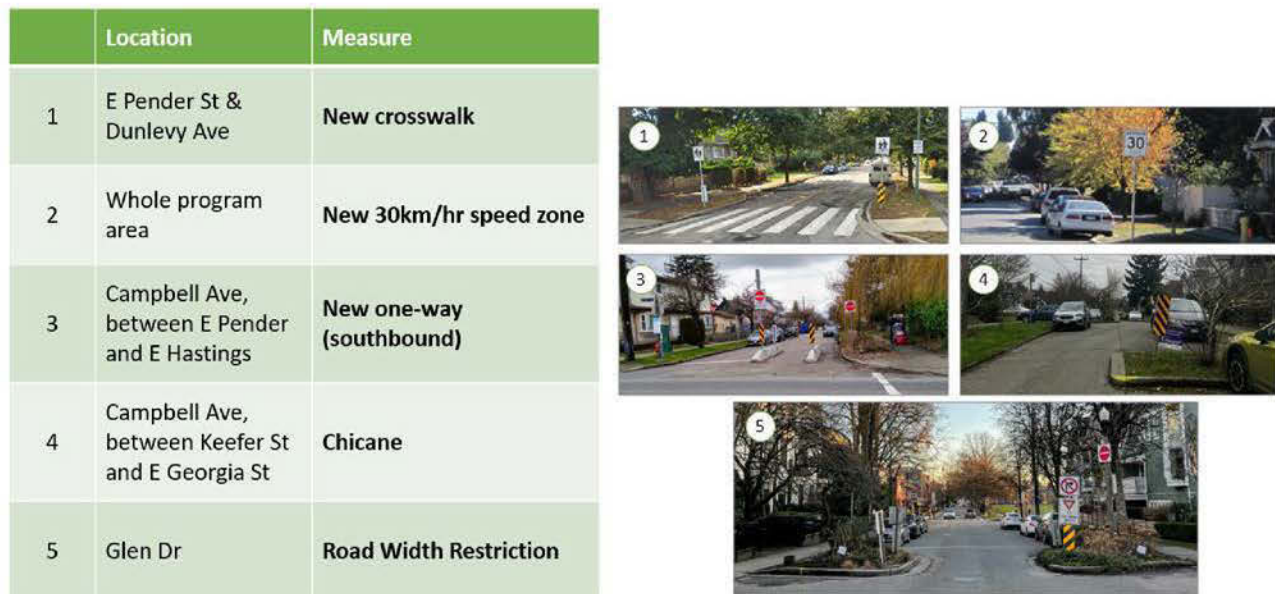 Location
Measure
1
E Pender St &
Dunlevy Ave
New crosswalk
2
Whole program
area
New 30km/hr speed zone
3
Campbell Ave,
between E Pender
and E Hastings
New one-way
(southbound)
4
Campbell Ave,
between Keefer St
and E Georgia St
Chicane
5
Glen Dr
Road Width Restriction
1
2
30
3
4
5